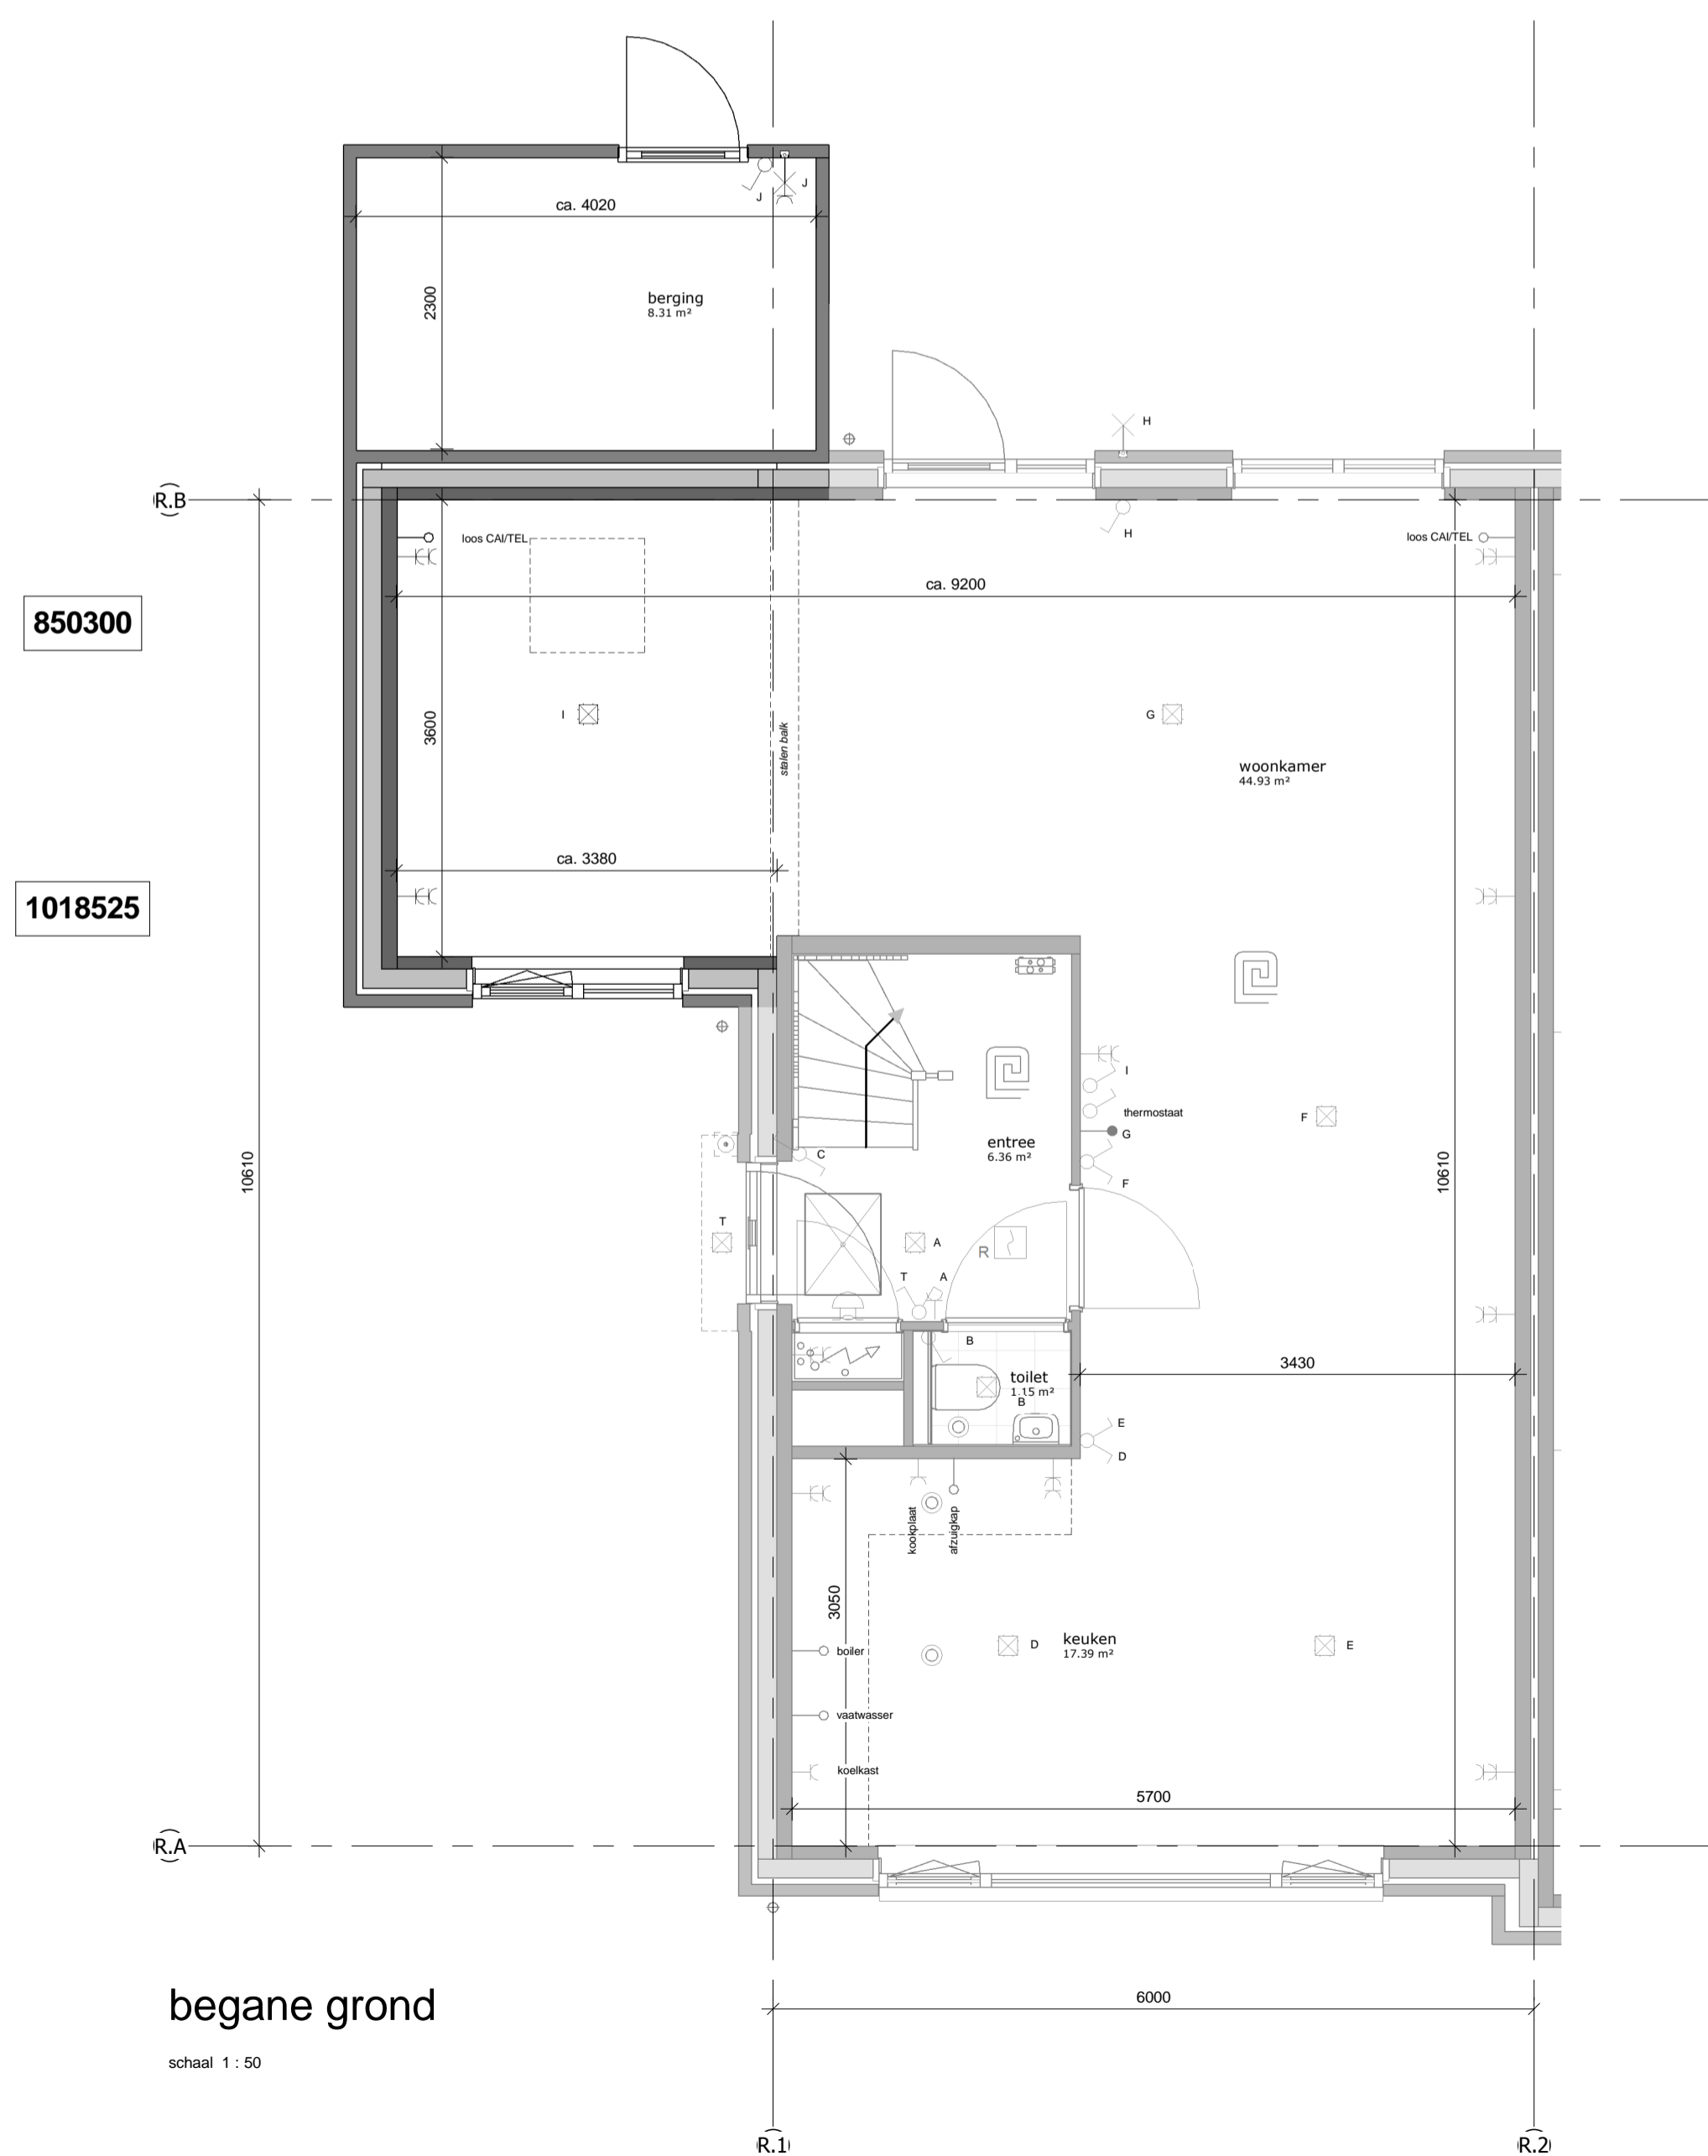 ca. 4020
J
J
2300
berging
8.31 m²
H
R.B
H
loos CAI/TEL
loos CAI/TEL
ca. 9200
850300
3600
I
G
stalen balk
woonkamer
44.93 m²
ca. 3380
1018525
I
thermostaat
G
F
entree
6.36 m²
C
F
10610
10610
T
A
R
T
A
B
3430
toilet
1.15 m²
B
E
D
kookplaat
afzuigkap
3050
boiler
D
keuken
17.39 m²
E
vaatwasser
koelkast
5700
R.A
begane grond
6000
schaal 1 : 50
R.1
R.2